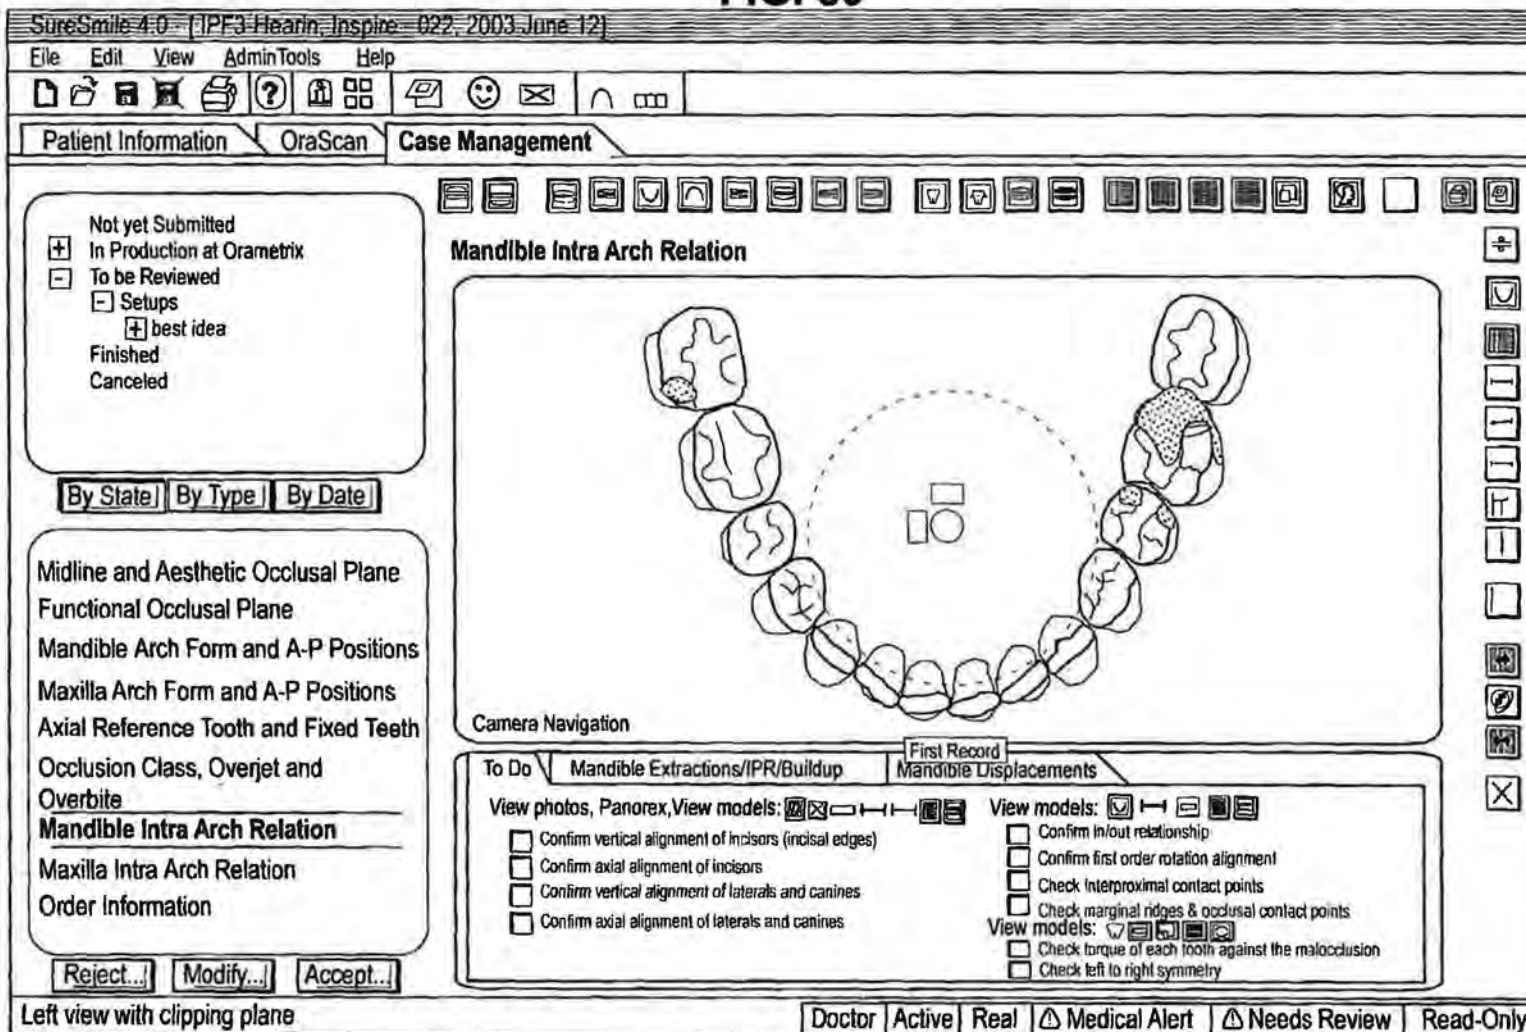 SureSmile 4.0 - [-IPF3-Hearin, Inspire - 022, 2003 June 12]
File Edit View AdminTools Help
Patient Information OraScan Case Management
Not yet Submitted
+ In Production at Orametrix
- To be Reviewed
- Setups
+ best idea
Finished
Canceled
By State By Type By Date
Midline and Aesthetic Occlusal Plane
Functional Occlusal Plane
Mandible Arch Form and A-P Positions
Maxilla Arch Form and A-P Positions
Axial Reference Tooth and Fixed Teeth
Occlusion Class, Overjet and
Overbite
Mandible Intra Arch Relation
Maxilla Intra Arch Relation
Order Information
Reject... Modify... Accept...
Mandible Intra Arch Relation
Camera Navigation
First Record
To Do Mandible Extractions/IPR/Buildup Mandible Displacements
View photos, Panorex,View models:
Confirm vertical alignment of incisors (incisal edges)
Confirm axial alignment of incisors
Confirm vertical alignment of laterals and canines
Confirm axial alignment of laterals and canines
View models:
Confirm in/out relationship
Confirm first order rotation alignment
Check Interproximal contact points
Check marginal ridges & occlusal contact points
View models:
Check torque of each tooth against the malocclusion
Check left to right symmetry
Left view with clipping plane Doctor Active Real Medical Alert Needs Review Read-Only